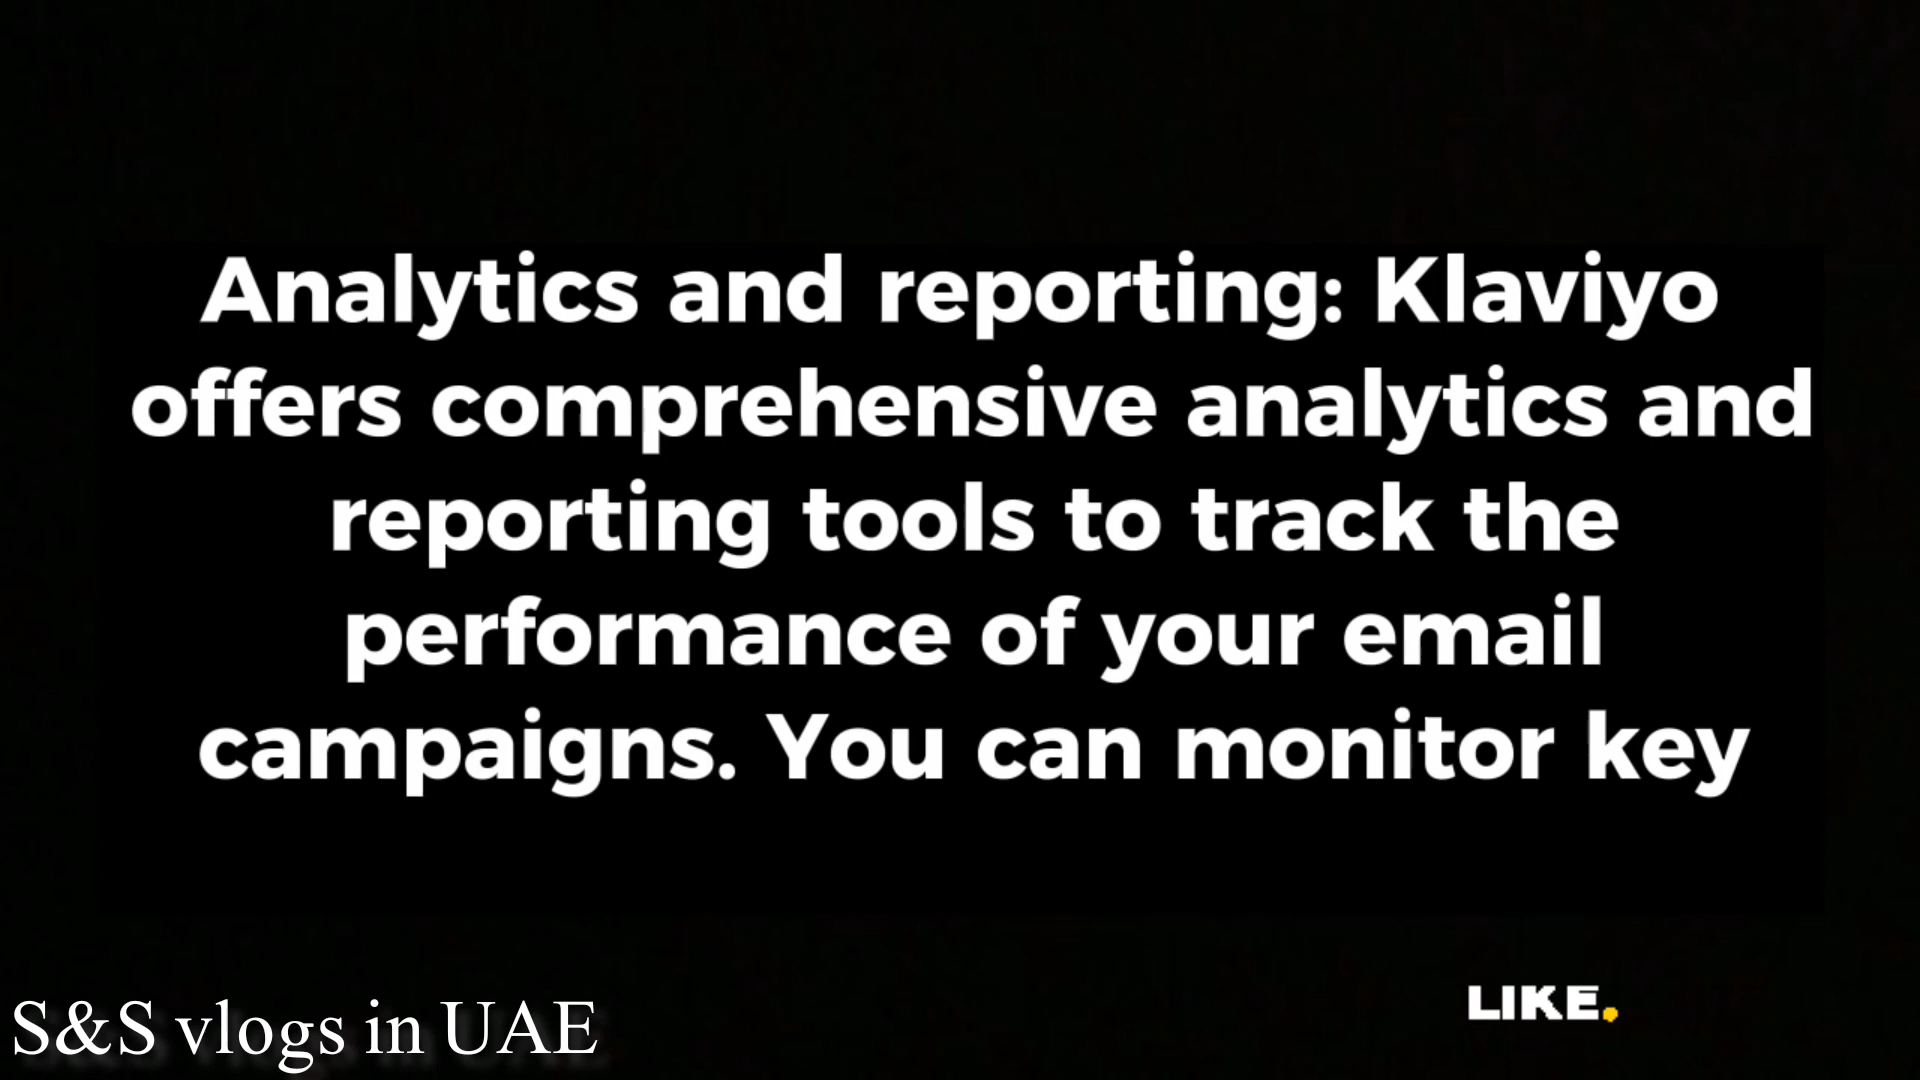 Analytics and reporting: Klaviyo
offers comprehensive analytics and
reporting tools to track the
performance of your email
campaigns. You can monitor key
LIKE.
S&S vlogs in UAE